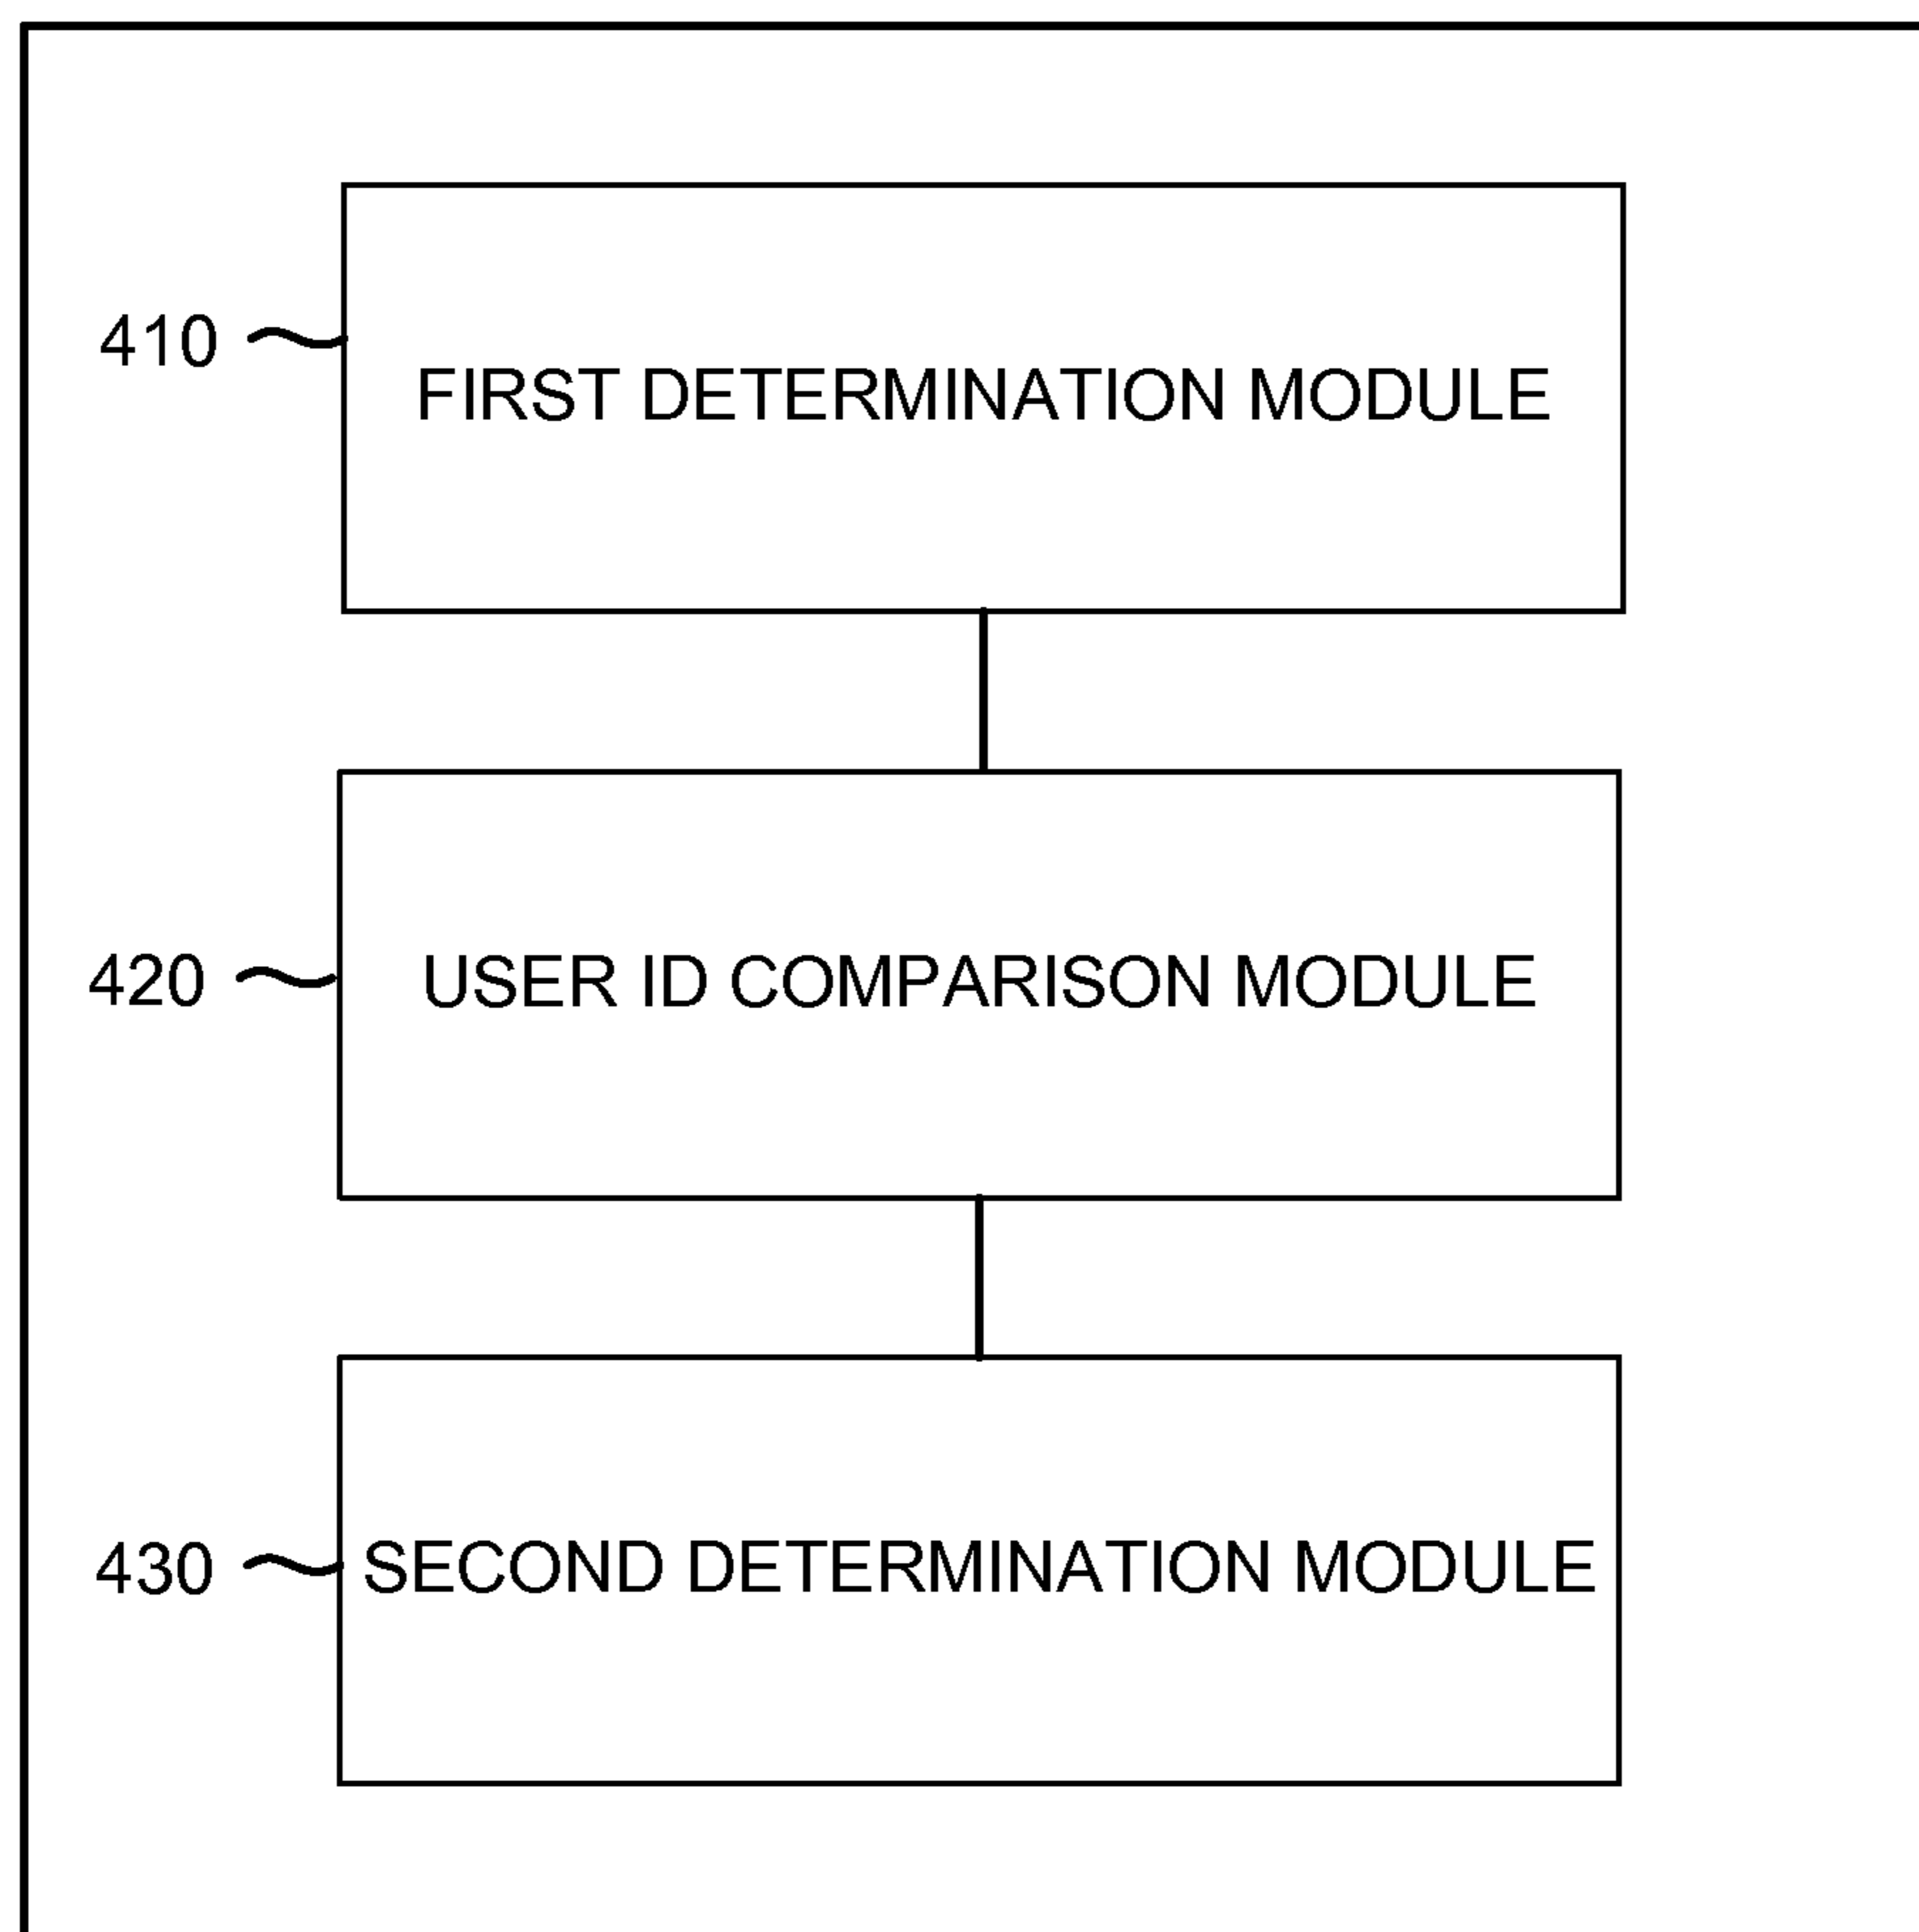 410
FIRST DETERMINATION MODULE
420
USER ID COMPARISON MODULE
430
SECOND DETERMINATION MODULE